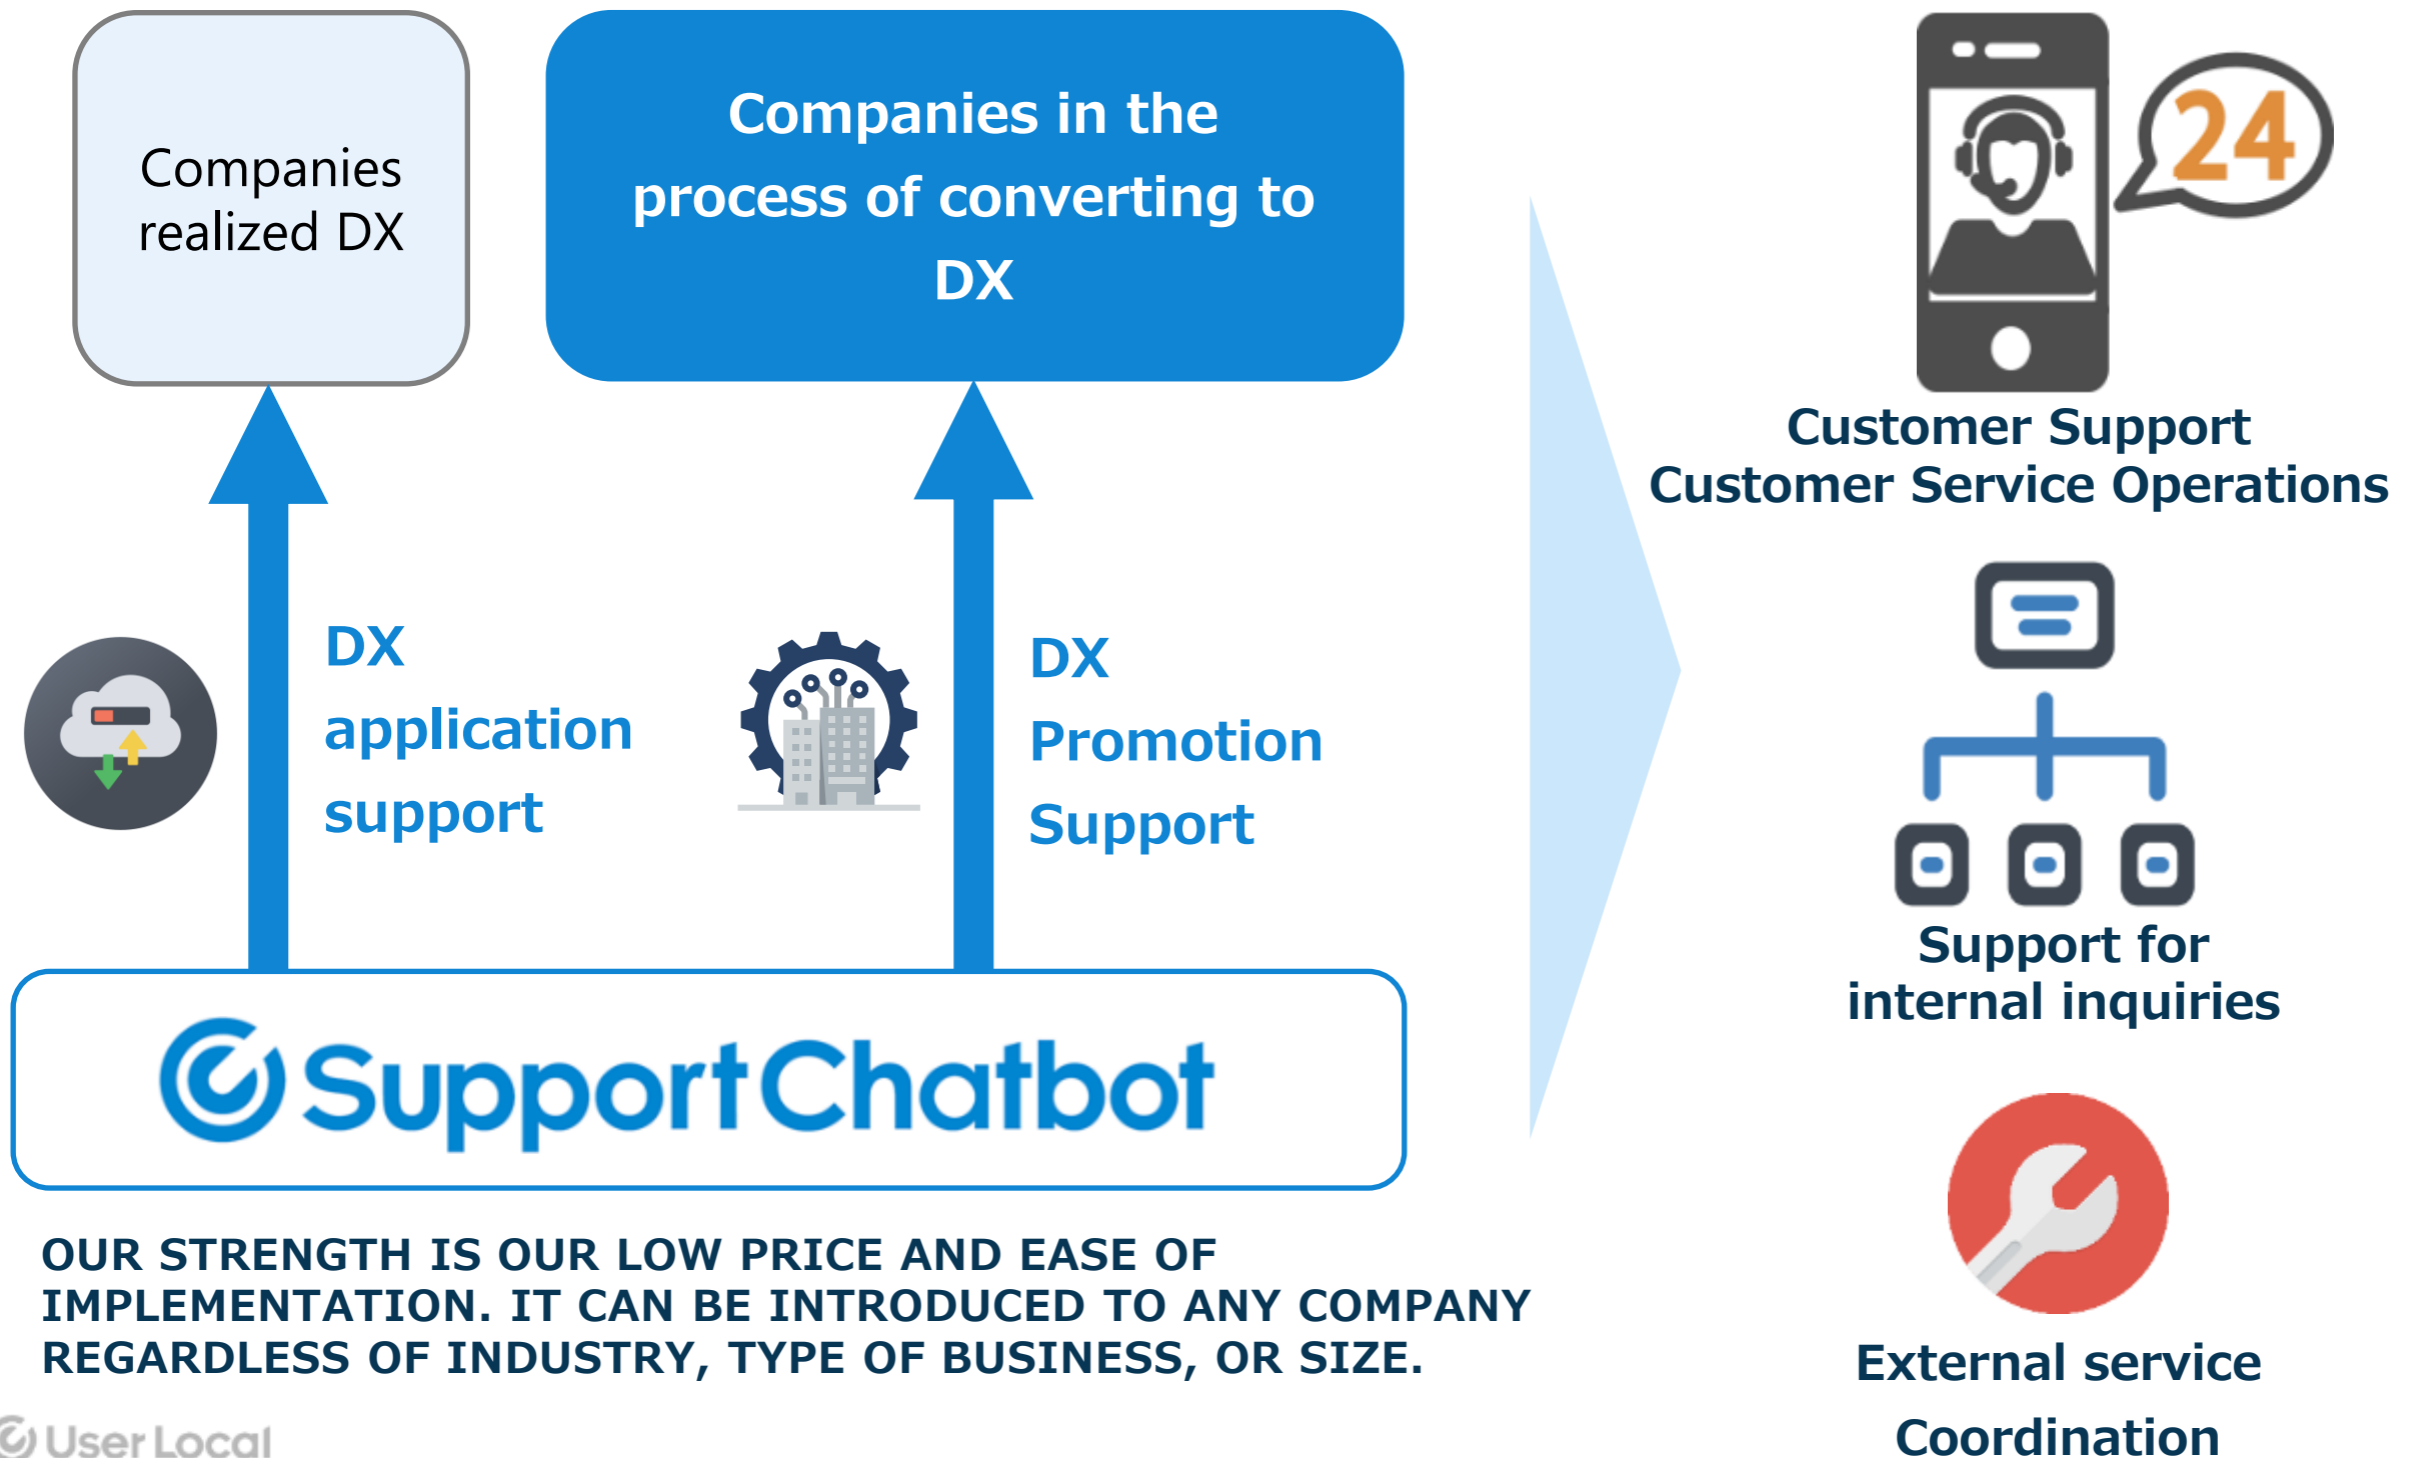 Companies
realized DX
Companies in the
process of converting to
DX
DX
application
support
DX
Promotion
Support
Support Chatbot
OUR STRENGTH IS OUR LOW PRICE AND EASE OF
IMPLEMENTATION. IT CAN BE INTRODUCED TO ANY COMPANY
REGARDLESS OF INDUSTRY, TYPE OF BUSINESS, OR SIZE.
User Local
24
Customer Support
Customer Service Operations
Support for
internal inquiries
External service
Coordination